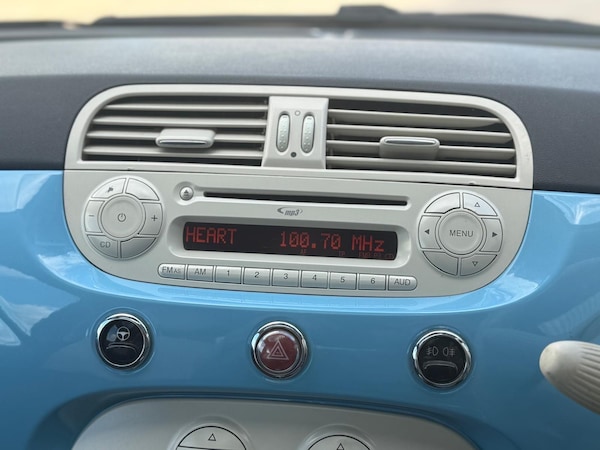 mp3
HEART 100.70 MHz
CD
MENU
FM AS AM 1 2 3 4 5 6 AUD